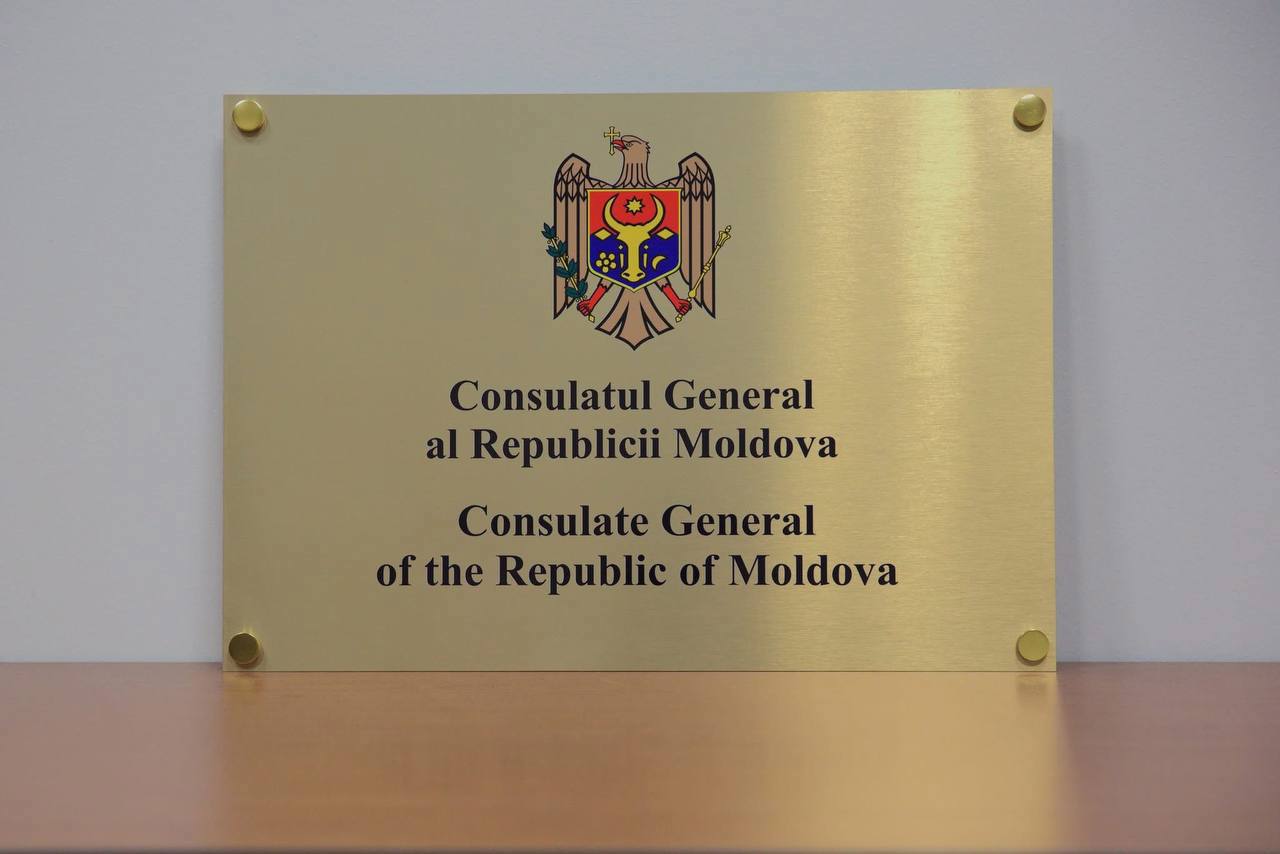 Consulatul General
al Republicii Moldova
Consulate General
of the Republic of Moldova